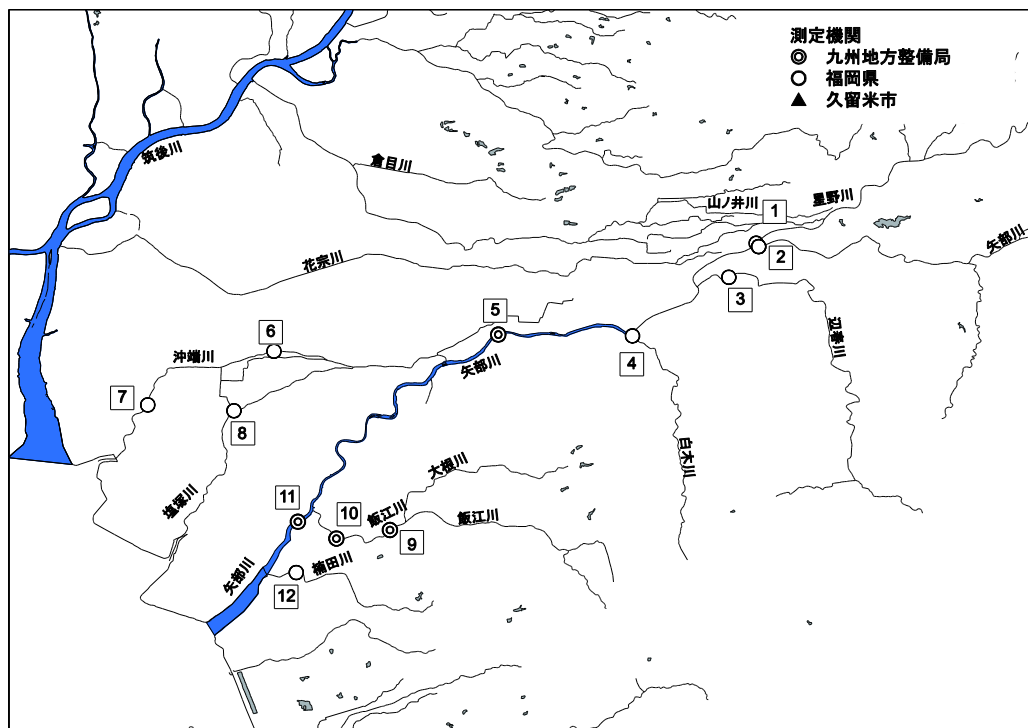 測定機関
九州地方整備局
福岡県
久留米市
筑後川
倉目川
山ノ井川
1
星野川
矢部川
2
花宗川
3
辺春川
5
6
沖端川
矢部川
4
7
8
白木川
大根川
塩塚川
11
10
飯江川
飯江川
9
矢部川
楠田川
12